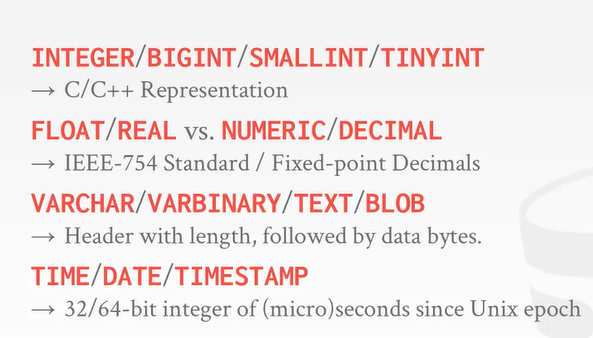 INTEGER/BIGINT/SMALLINT/TINYINT
→ C/C++ Representation
FLOAT/REAL vs. NUMERIC/DECIMAL
→ IEEE-754 Standard / Fixed-point Decimals
VARCHAR/VARBINARY/TEXT/BLOB
→ Header with length, followed by data bytes.
TIME/DATE/TIMESTAMP
→ 32/64-bit integer of (micro)seconds since Unix epoch